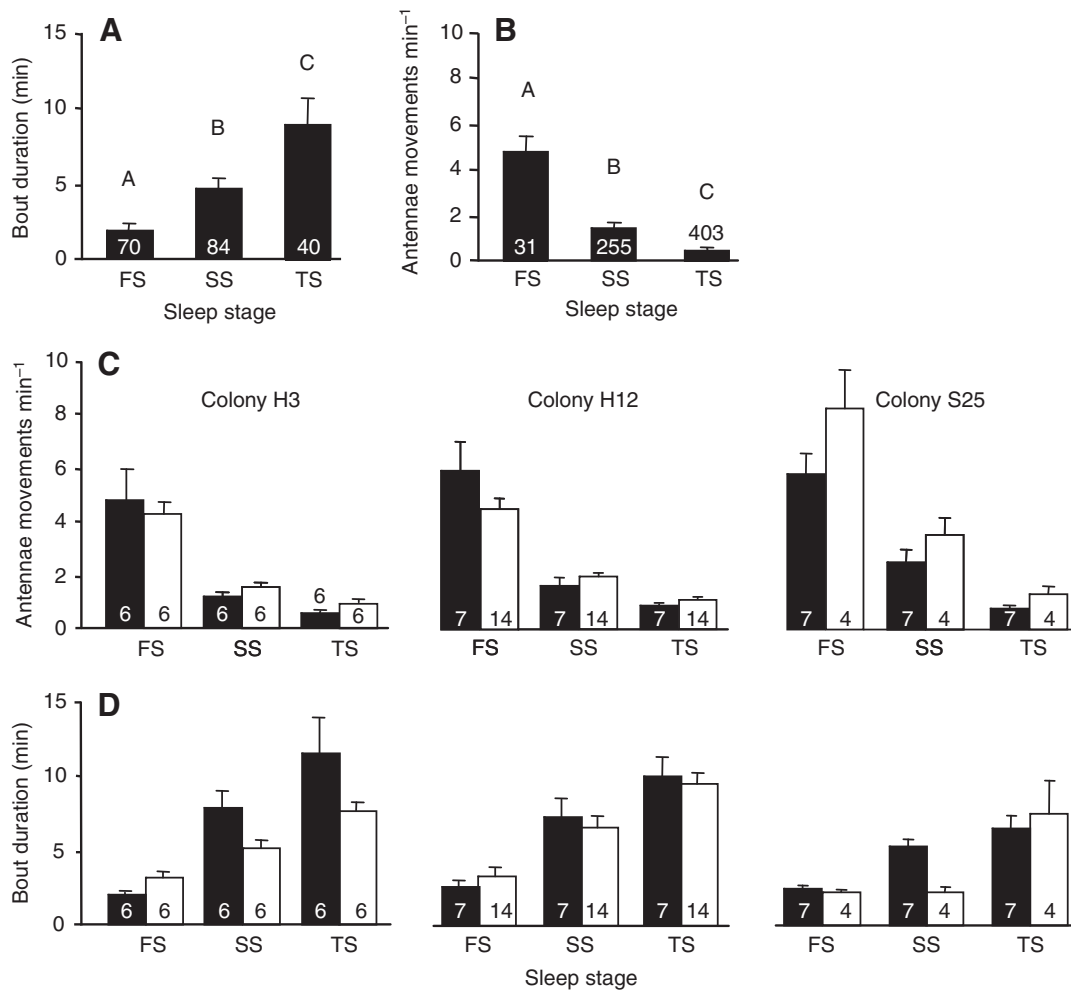 A
Bout duration (min)
15
10
5
0
A
B
C
70
84
40
FS
SS
TS
Sleep stage
B
Antennae movements min⁻¹
10
8
6
4
2
0
A
B
C
31
255
403
FS
SS
TS
Sleep stage
C
Antennae movements min⁻¹
10
8
6
4
2
0
Colony H3
6
6
6
6
6
6
FS
SS
TS
Colony H12
7
14
7
14
7
14
FS
SS
TS
Colony S25
7
4
7
4
7
4
FS
SS
TS
D
Bout duration (min)
15
10
5
0
6
6
6
6
6
6
FS
SS
TS
7
14
7
14
7
14
FS
SS
TS
7
4
7
4
7
4
FS
SS
TS
Sleep stage